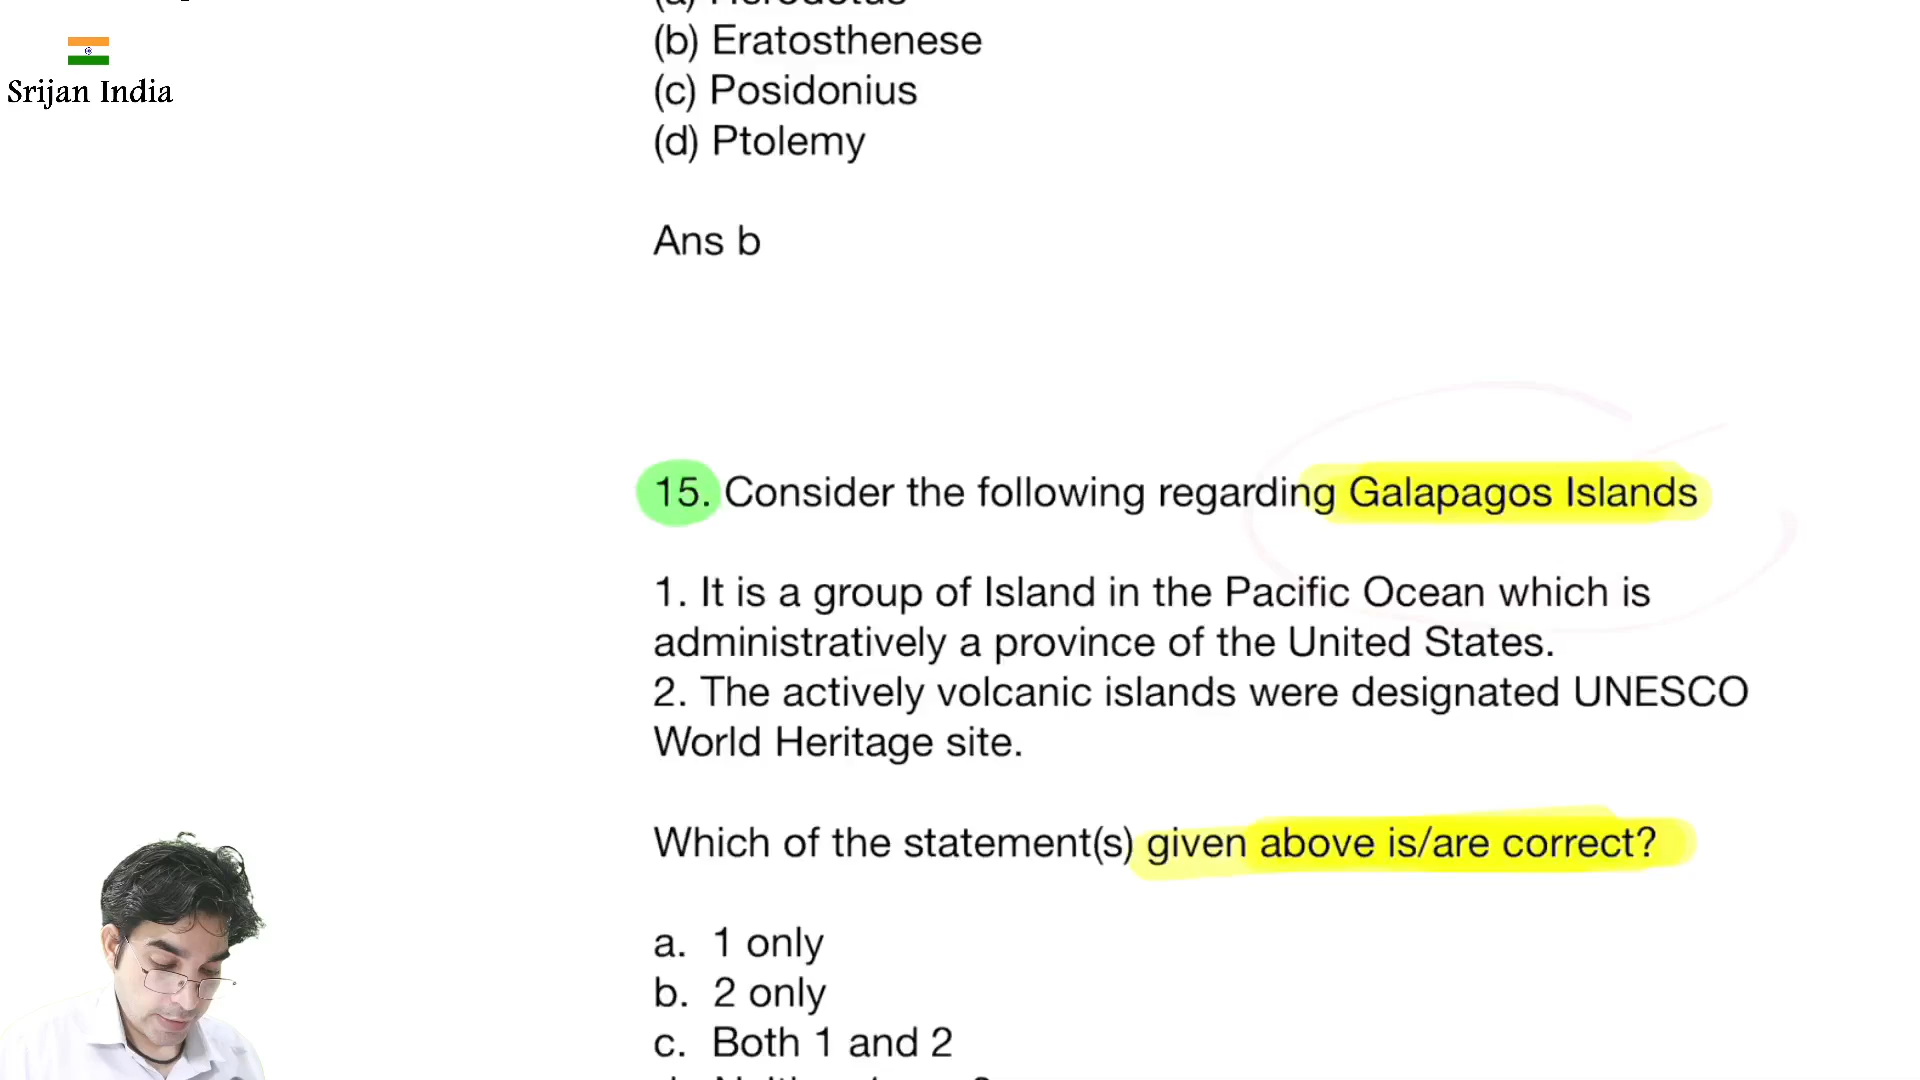 Srijan India
(b) Eratosthenese
(c) Posidonius
(d) Ptolemy
Ans b
15. Consider the following regarding Galapagos Islands
1. It is a group of Island in the Pacific Ocean which is
administratively a province of the United States.
2. The actively volcanic islands were designated UNESCO
World Heritage site.
Which of the statement(s) given above is/are correct?
a. 1 only
b. 2 only
c. Both 1 and 2